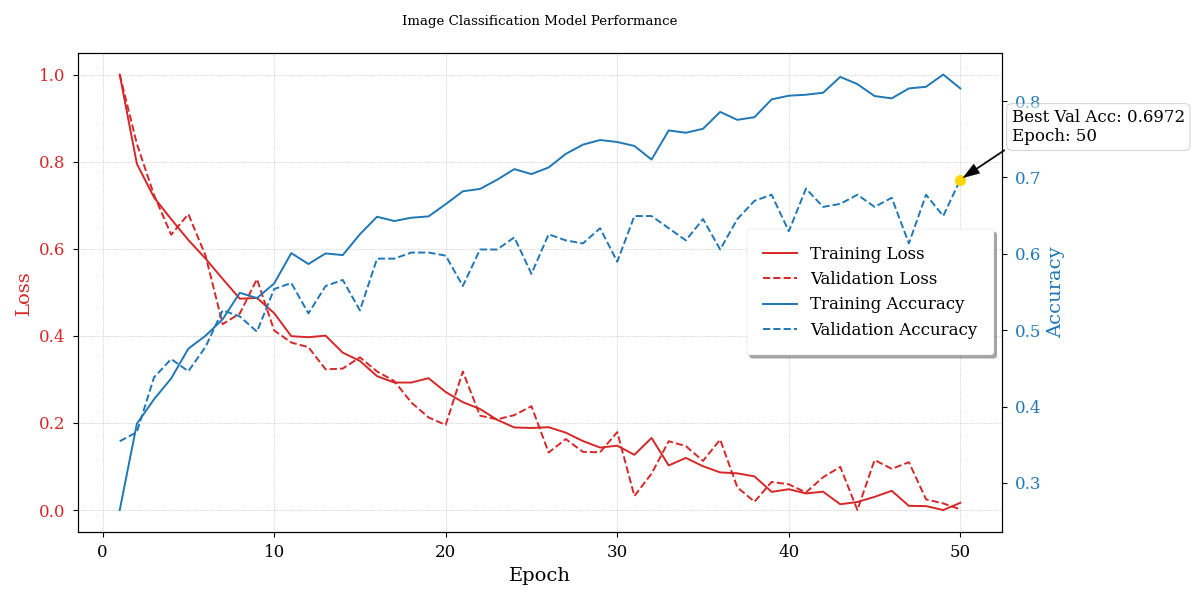 Image Classification Model Performance
1.0
0.8
0.6
0.4
0.2
0.0
Loss
0
10
20
30
40
50
Epoch
0.8
0.7
0.6
0.5
0.4
0.3
Accuracy
Best Val Acc: 0.6972
Epoch: 50
Training Loss
Validation Loss
Training Accuracy
Validation Accuracy